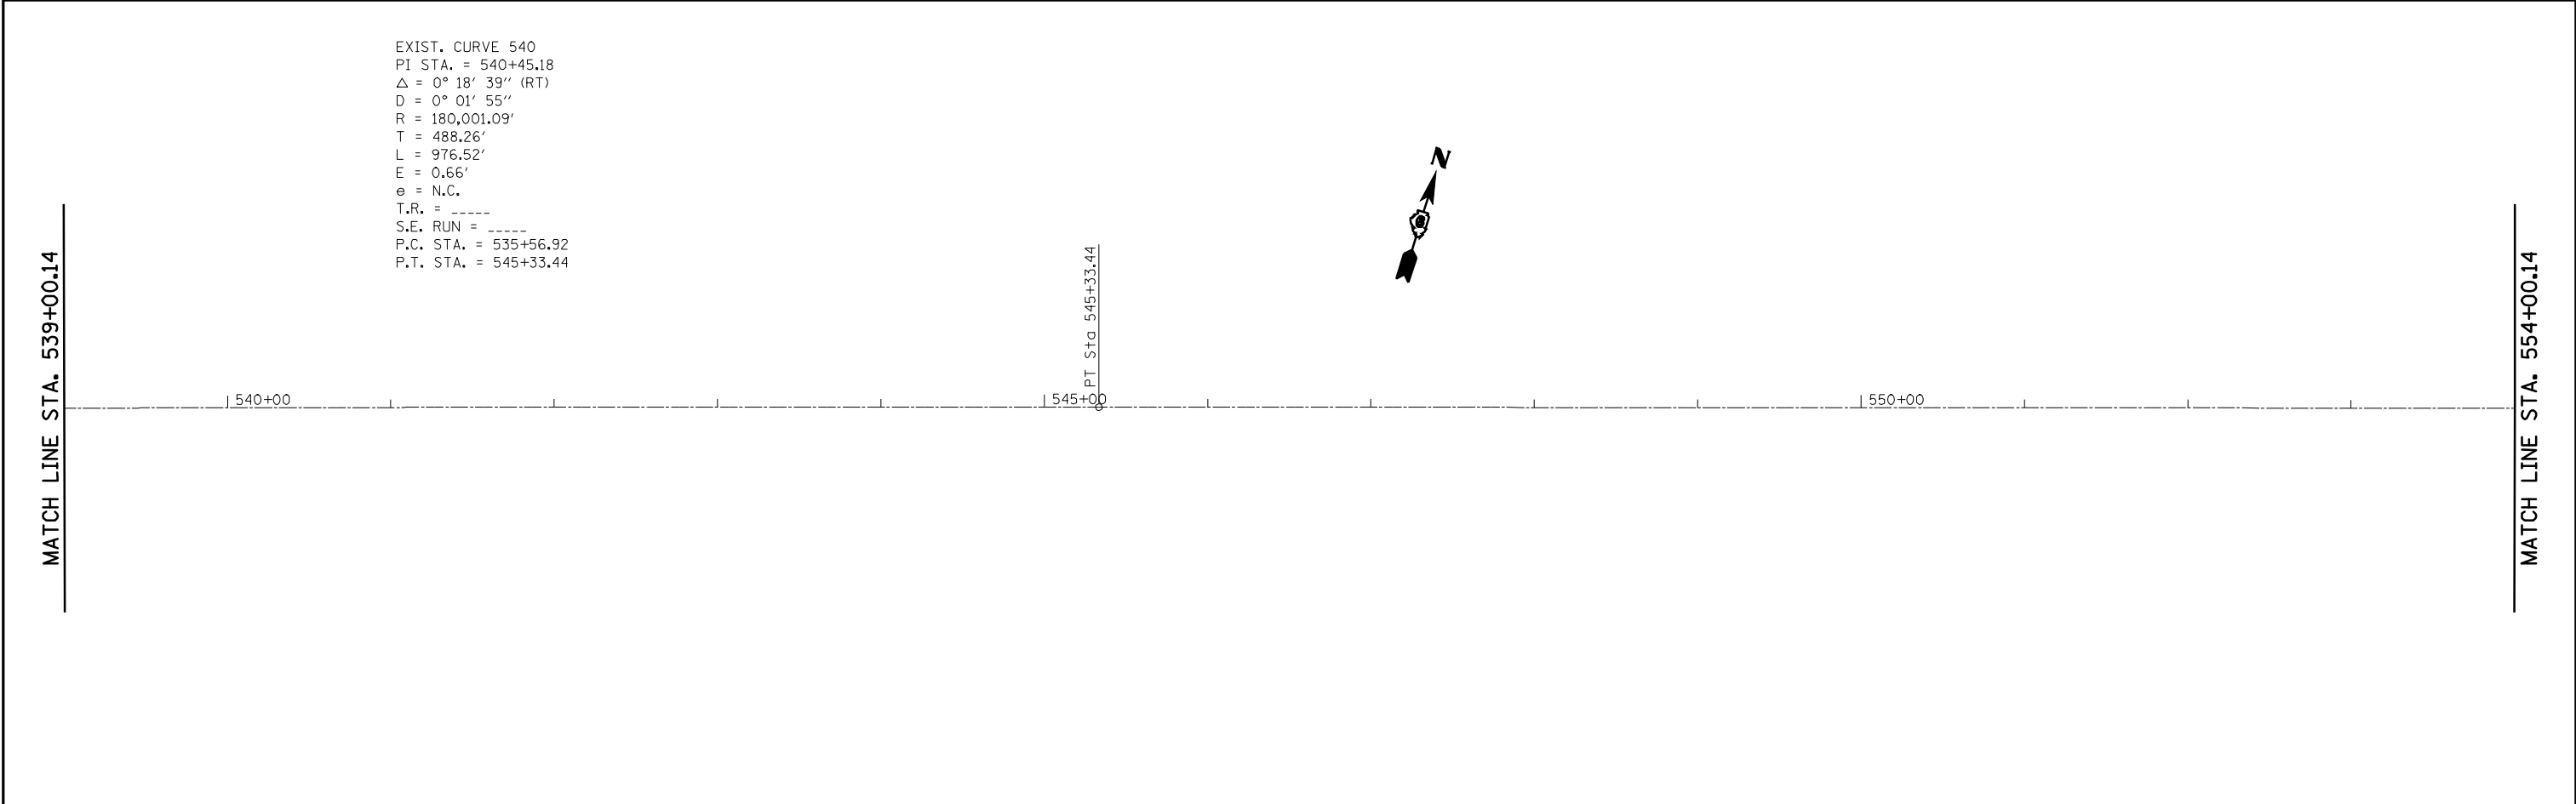 EXIST. CURVE 540
PI STA. = 540+45.18
△ = 0° 18' 39'' (RT)
D = 0° 01' 55''
R = 180,001.09'
T = 488.26'
L = 976.52'
E = 0.66'
e = N.C.
T.R. = _____
S.E. RUN = _____
P.C. STA. = 535+56.92
P.T. STA. = 545+33.44
N
MATCH LINE STA. 539+00.14
PT Sta 545+33.44
MATCH LINE STA. 554+00.14
540+00
545+00
550+00